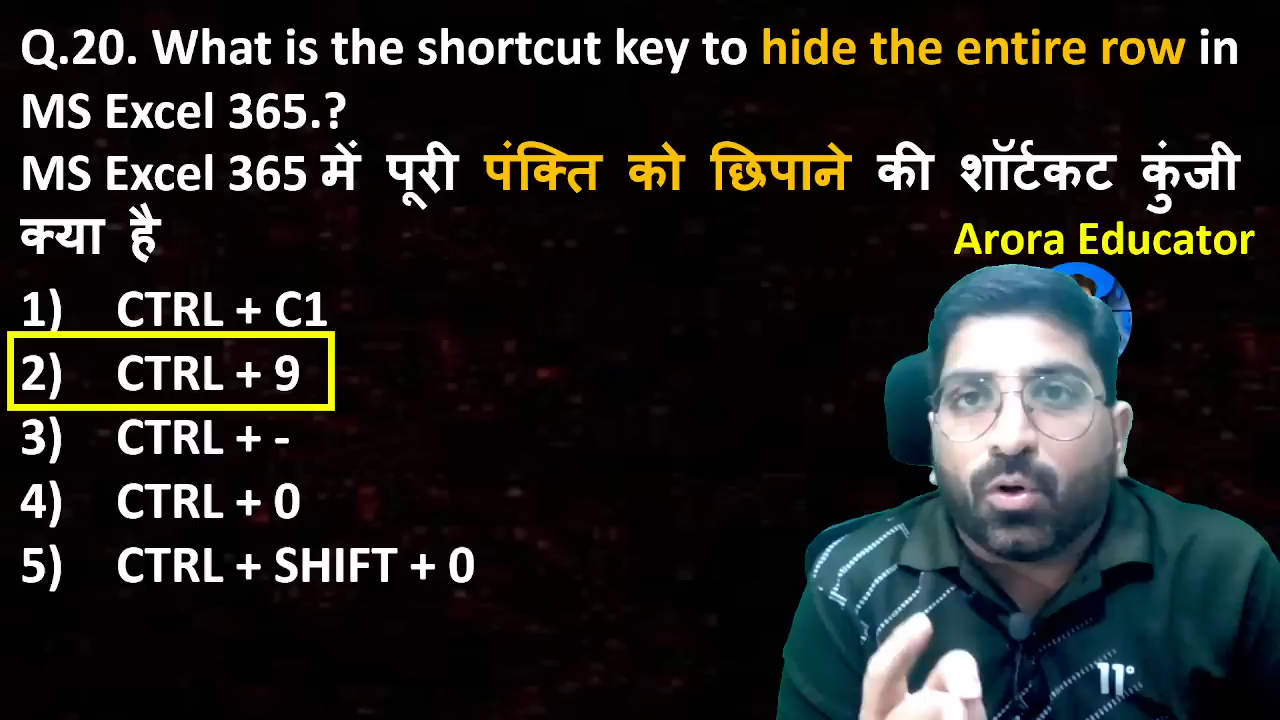 Q.20. What is the shortcut key to hide the entire row in
MS Excel 365.?
MS Excel 365 में पूरी पंक्ति को छिपाने की शॉर्टकट कुंजी
क्या है
Arora Educator
1) CTRL + C1
2) CTRL + 9
3) CTRL + -
4) CTRL + 0
5) CTRL + SHIFT + 0
11°